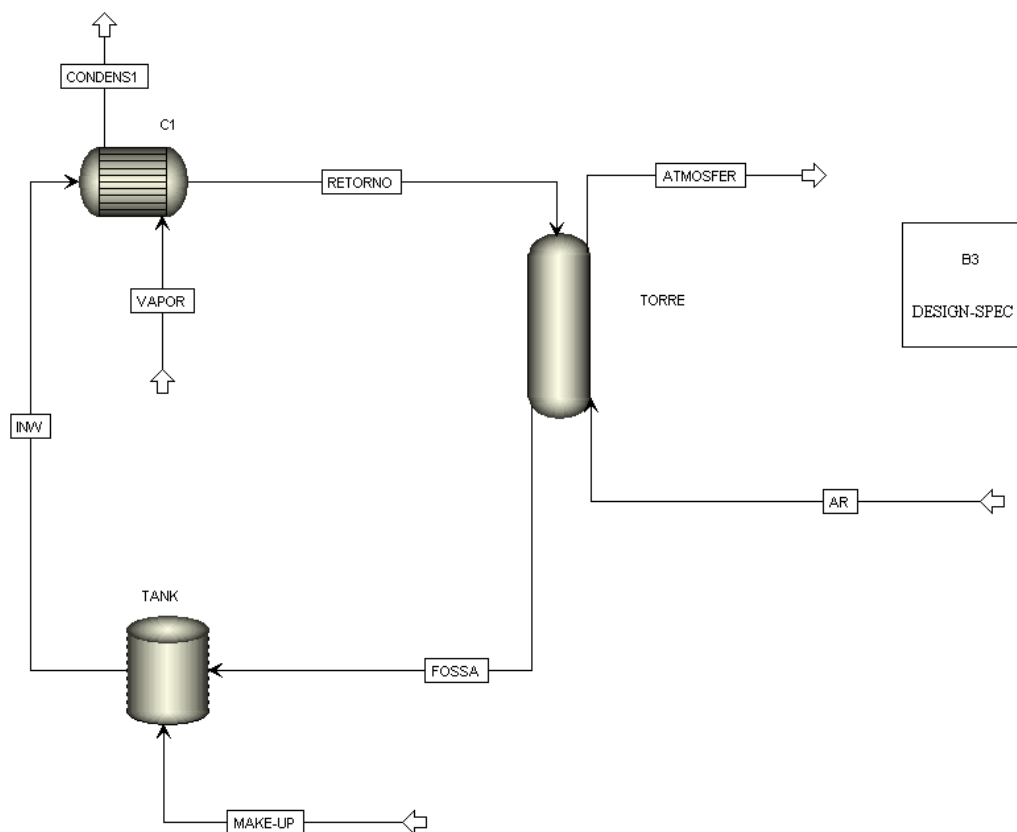 CONDENS1
C1
RETORNO
ATMOSFER
B3
VAPOR
TORRE
DESIGN-SPEC
INW
AR
TANK
FOSSA
MAKE-UP